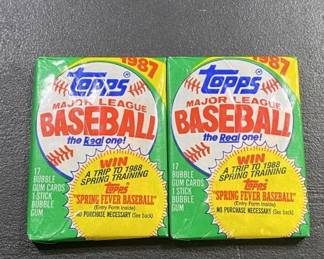 1987
Topps
MAJOR LEAGUE
BASEBALL
the Real one!
WIN
A TRIP TO 1988
SPRING TRAINING
Topps
"SPRING FEVER BASEBALL"
(Entry Form Inside)
NO PURCHASE NECESSARY (See back)
17
BUBBLE
GUM CARDS
1 STICK
BUBBLE
GUM
1987
Topps
MAJOR LEAGUE
BASEBALL
the Real one!
WIN
A TRIP TO 1988
SPRING TRAINING
Topps
"SPRING FEVER BASEBALL"
(Entry Form Inside)
NO PURCHASE NECESSARY (See back)
17
BUBBLE
GUM CARDS
1 STICK
BUBBLE
GUM